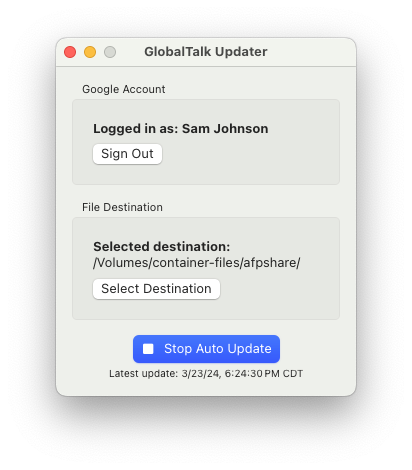 GlobalTalk Updater
Google Account
Logged in as: Sam Johnson
Sign Out
File Destination
Selected destination:
/Volumes/container-files/afpshare/
Select Destination
Stop Auto Update
Latest update: 3/23/24, 6:24:30 PM CDT